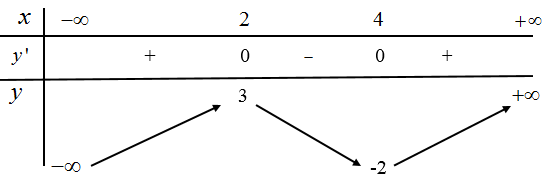 x −∞ 2 4 +∞
y' + 0 − 0 +
y 3 +∞
−∞ -2